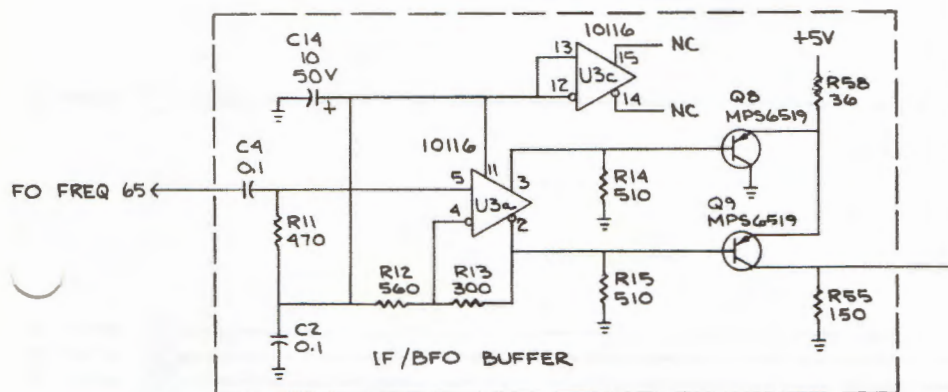 C14
10
50V
+
10116
13
12
15
14
U3c
NC
NC
+5V
R58
36
Q8
MPS6519
C4
0.1
10116
11
FO FREQ 65
5
4
3
2
U3a
R14
510
Q9
MPS6519
R11
470
R12
560
R13
300
R15
510
R55
150
C2
0.1
IF/BFO BUFFER